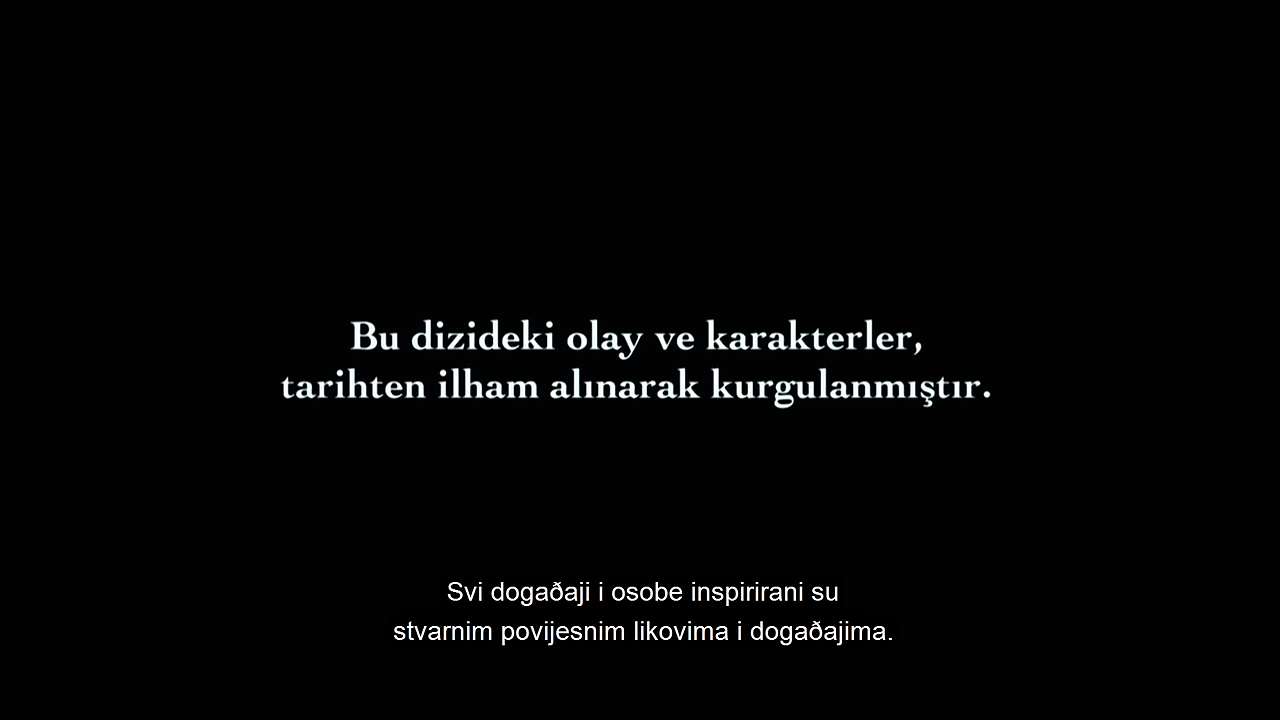 Bu dizideki olay ve karakterler,
tarihten ilham alınarak kurgulanmıştır.
Svi događaji i osobe inspirirani su
stvarnim povijesnim likovima i događajima.